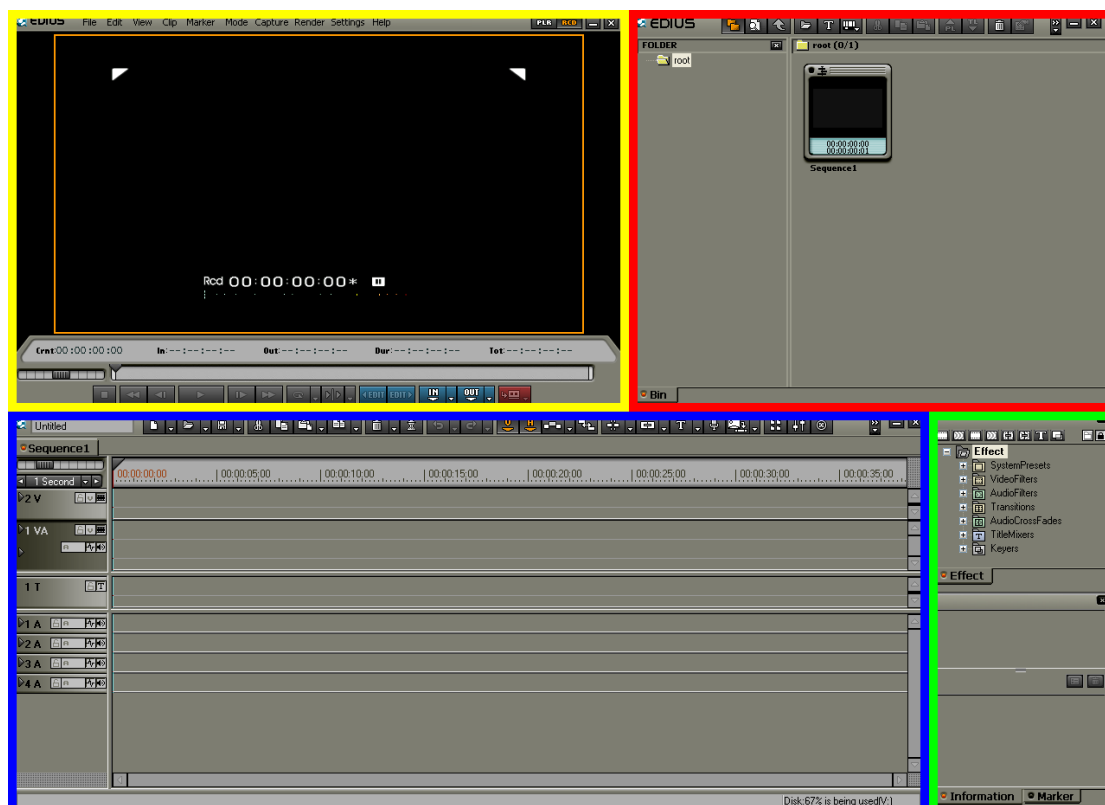 EDIUS File Edit View Clip Marker Mode Capture Render Settings Help PLR RCD
Rcd 00:00:00:00*
Crnt 00:00:00:00 In --:--:--:-- Out --:--:--:-- Dur --:--:--:-- Tot --:--:--:--
EDIT EDIT IN OUT
EDIUS T
FOLDER root (0/1)
root
00:00:00:00
00:00:00:01
Sequence1
Bin
Untitled T
Sequence1
00:00:00:00 00:00:05:00 00:00:10:00 00:00:15:00 00:00:20:00 00:00:25:00 00:00:30:00 00:00:35:00
1 Second
2 V
1 VA
1 T T
1 A
2 A
3 A
4 A
Disk:67% is being used(V:)
Effect
SystemPresets
VideoFilters
AudioFilters
Transitions
AudioCrossFades
TitleMixers
Keyers
Effect
Information Marker